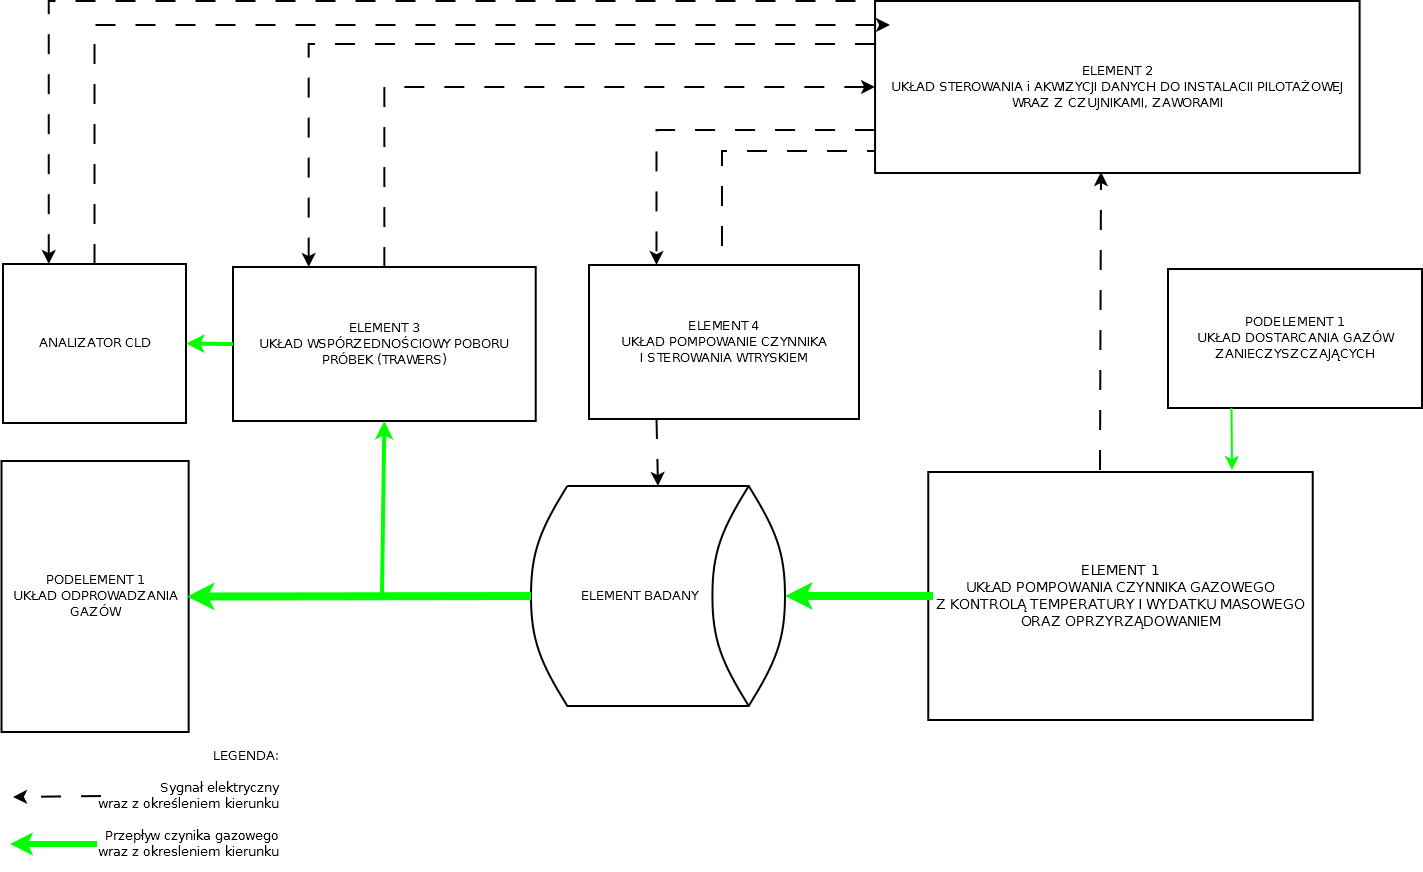 ELEMENT 2
UKŁAD STEROWANIA i AKWIZYCJI DANYCH DO INSTALACII PILOTAŻOWEJ
WRAZ Z CZUJNIKAMI, ZAWORAMI
ANALIZATOR CLD
ELEMENT 3
UKŁAD WSPÓRZEDNOŚCIOWY POBORU
PRÓBEK (TRAWERS)
ELEMENT 4
UKŁAD POMPOWANIE CZYNNIKA
I STEROWANIA WTRYSKIEM
PODELEMENT 1
UKŁAD DOSTARCANIA GAZÓW
ZANIECZYSZCZAJĄCYCH
PODELEMENT 1
UKŁAD ODPROWADZANIA
GAZÓW
ELEMENT BADANY
ELEMENT 1
UKŁAD POMPOWANIA CZYNNIKA GAZOWEGO
Z KONTROLĄ TEMPERATURY I WYDATKU MASOWEGO
ORAZ OPRZYRZĄDOWANIEM
LEGENDA:
Sygnał elektryczny
wraz z określeniem kierunku
Przepływ czynika gazowego
wraz z okresleniem kierunku